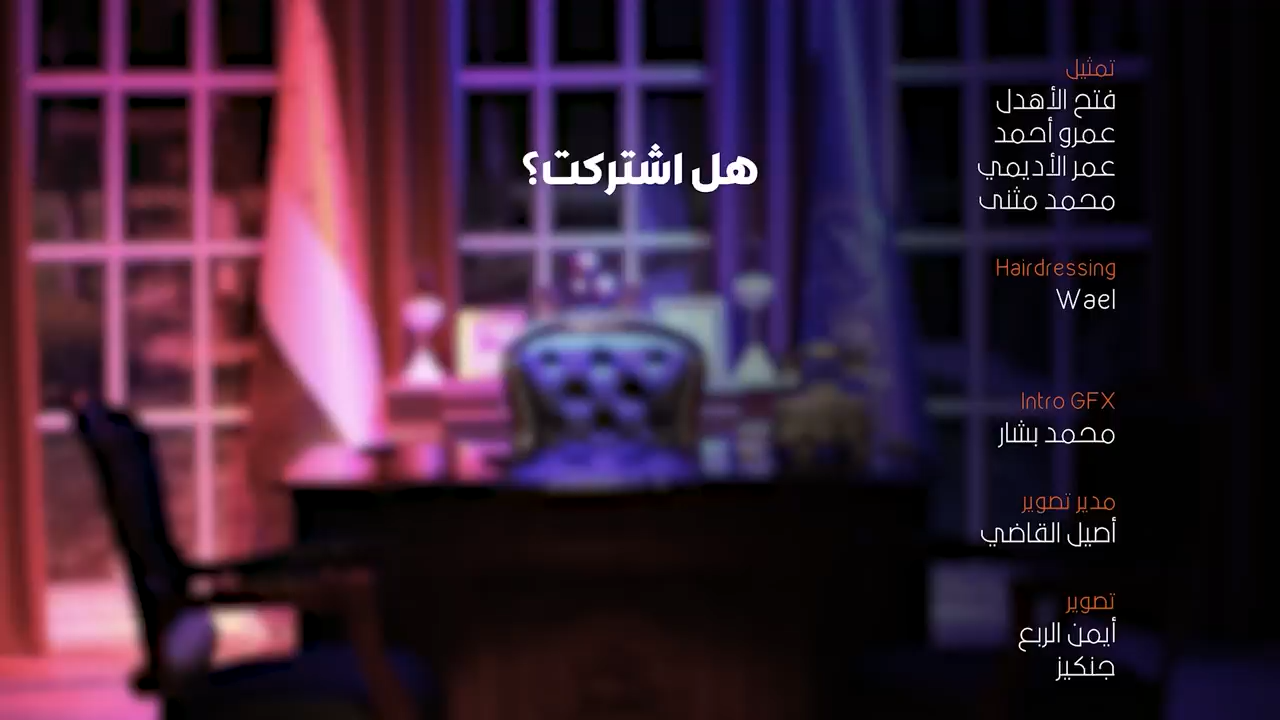 هل اشتركت؟
تمثيل
فتح الأهدل
عمرو أحمد
عمر الأديمي
محمد مثنى
Hairdressing
Wael
Intro GFX
محمد بشار
مدير تصوير
أصيل القاضي
تصوير
أيمن الربع
جنكيز